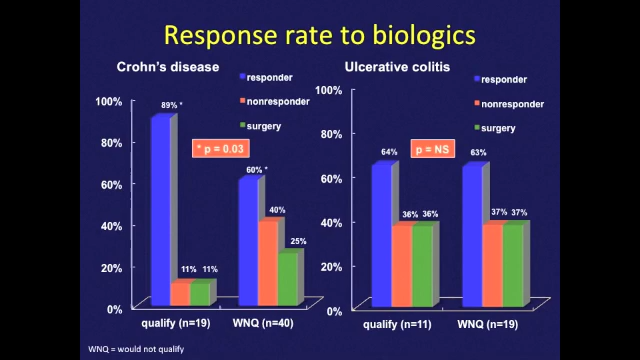 Response rate to biologics
Crohn's disease
responder
nonresponder
surgery
100%
80%
60%
40%
20%
0%
89% *
11%
11%
* p = 0.03
60% *
40%
25%
qualify (n=19)
WNQ (n=40)
Ulcerative colitis
responder
nonresponder
surgery
100%
80%
60%
40%
20%
0%
64%
36%
36%
p = NS
63%
37%
37%
qualify (n=11)
WNQ (n=19)
WNQ = would not qualify